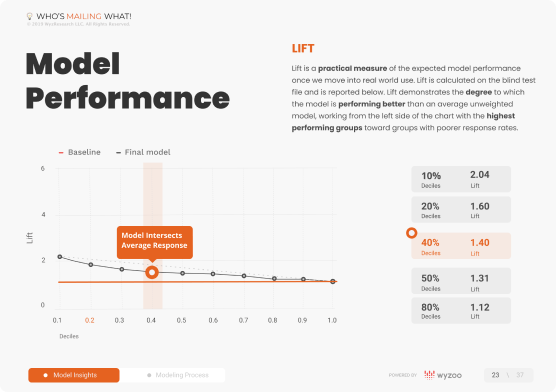 WHO'S MAILING WHAT!
© 2019 WonResearch LLC. All Rights Reserved.
Model
Performance
LIFT
Lift is a practical measure of the expected model performance
once we move into real world use. Lift is calculated on the blind test
file and is reported below. Lift demonstrates the degree to which
the model is performing better than an average unweighted
model, working from the left side of the chart with the highest
performing groups toward groups with poorer response rates.
Baseline
Final model
6
4
Lift
2
0
Model Intersects
Average Response
0.1 0.2 0.3 0.4 0.5 0.6 0.7 0.8 0.9 1.0
Deciles
10% 2.04
Deciles Lift
20% 1.60
Deciles Lift
40% 1.40
Deciles Lift
50% 1.31
Deciles Lift
80% 1.12
Deciles Lift
Model Insights
Modeling Process
POWERED BY wyzoo
23 \ 37